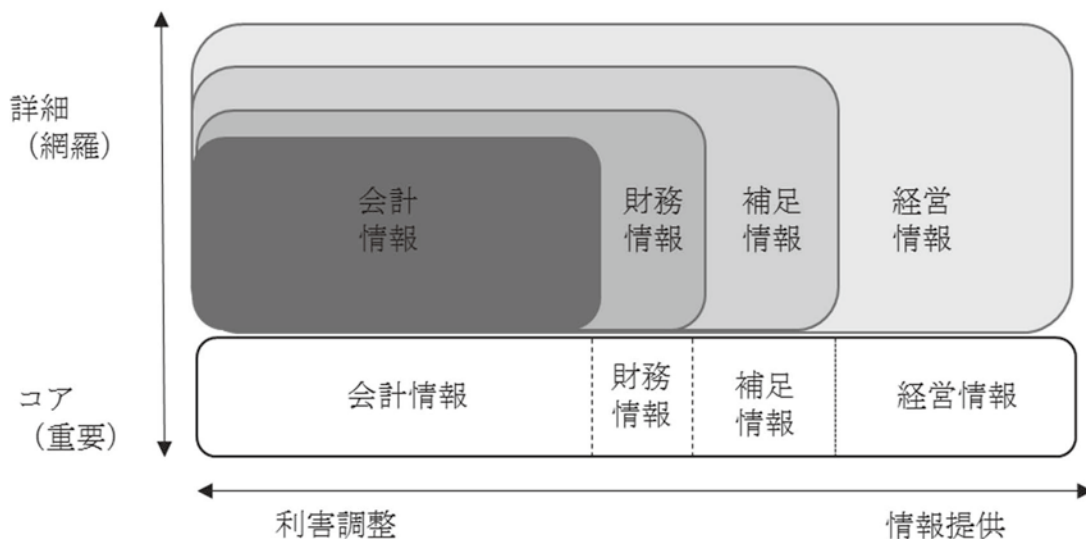 詳細
（網羅）
会計
情報
財務
情報
補足
情報
経営
情報
コア
（重要）
会計情報
財務
情報
補足
情報
経営情報
利害調整
情報提供